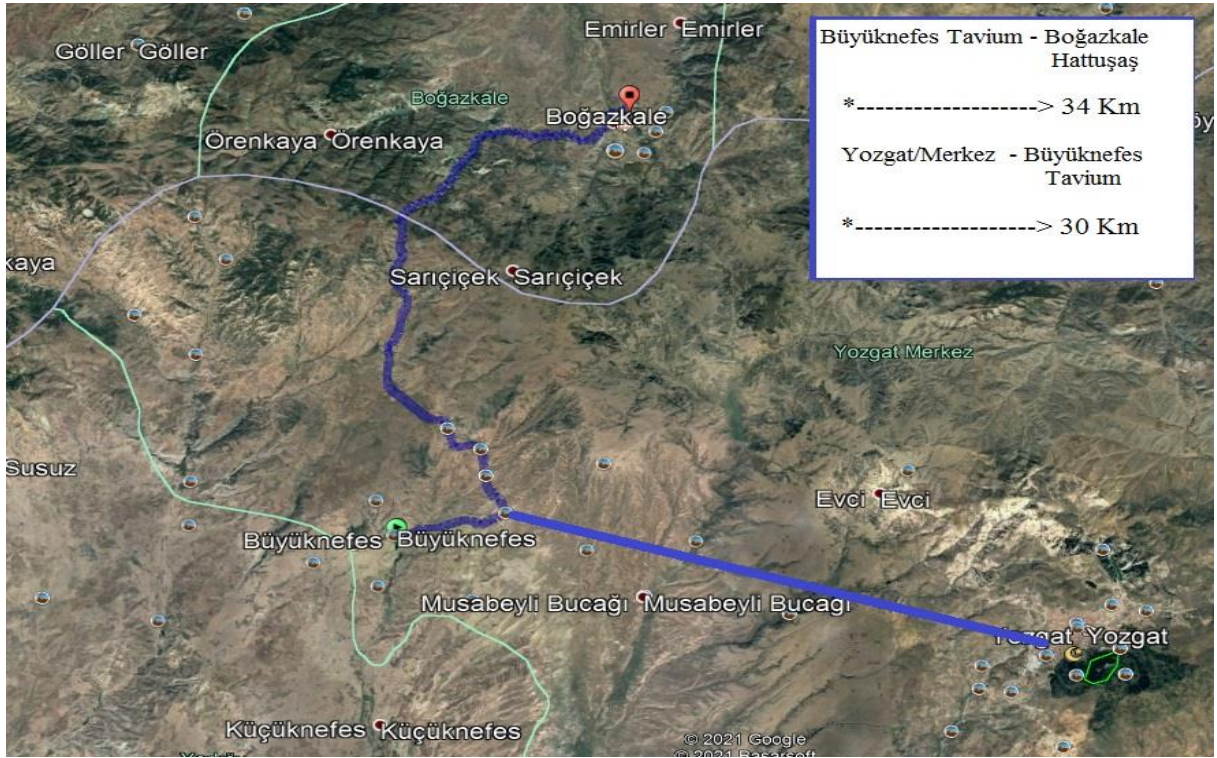 Emirler Emirler
Göller Göller
Büyüknefes Tavium - Boğazkale
Hattuşaş
*-------------------> 34 Km
Yozgat/Merkez - Büyüknefes
Tavium
*-------------------> 30 Km
Boğazkale
Boğazkale
Örenkaya Örenkaya
kaya
Sarıçiçek Sarıçiçek
Yozgat Merkez
Susuz
Evci Evci
Büyüknefes Büyüknefes
Musabeyli Bucağı Musabeyli Bucağı
Yozgat Yozgat
Küçüknefes Küçüknefes
© 2021 Google
© 2021 Basarsoft